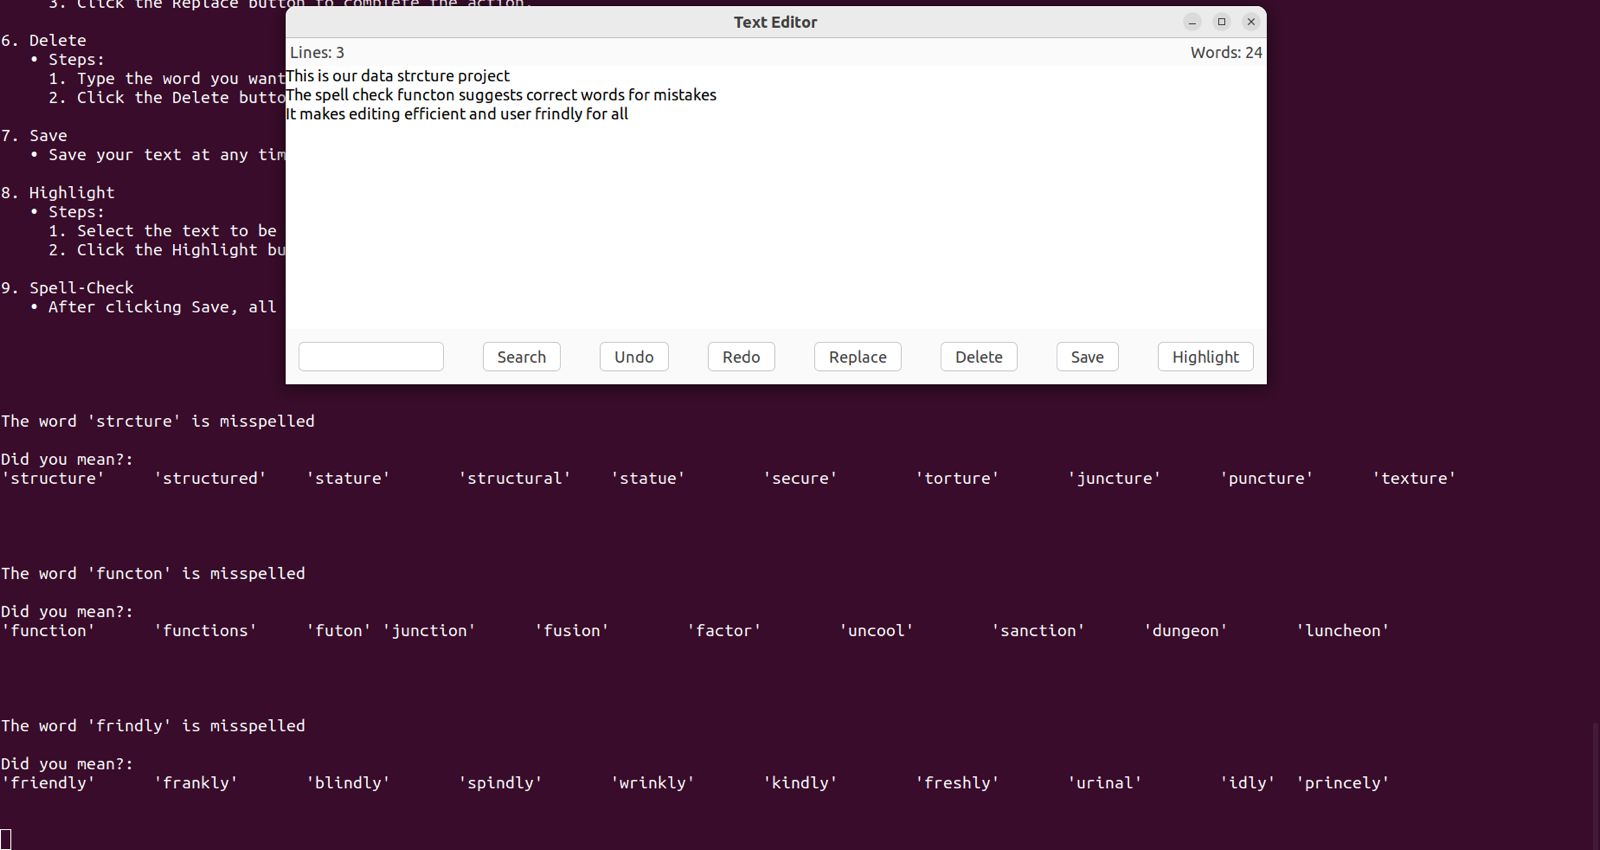 3. Click the Replace button to complete the action.
6. Delete
• Steps:
1. Type the word you want
2. Click the Delete butto
7. Save
• Save your text at any tim
8. Highlight
• Steps:
1. Select the text to be
2. Click the Highlight bu
9. Spell-Check
• After clicking Save, all
Text Editor
Lines: 3 Words: 24
This is our data strcture project
The spell check functon suggests correct words for mistakes
It makes editing efficient and user frindly for all
Search Undo Redo Replace Delete Save Highlight
The word 'strcture' is misspelled
Did you mean?:
'structure' 'structured' 'stature' 'structural' 'statue' 'secure' 'torture' 'juncture' 'puncture' 'texture'
The word 'functon' is misspelled
Did you mean?:
'function' 'functions' 'futon' 'junction' 'fusion' 'factor' 'uncool' 'sanction' 'dungeon' 'luncheon'
The word 'frindly' is misspelled
Did you mean?:
'friendly' 'frankly' 'blindly' 'spindly' 'wrinkly' 'kindly' 'freshly' 'urinal' 'idly' 'princely'